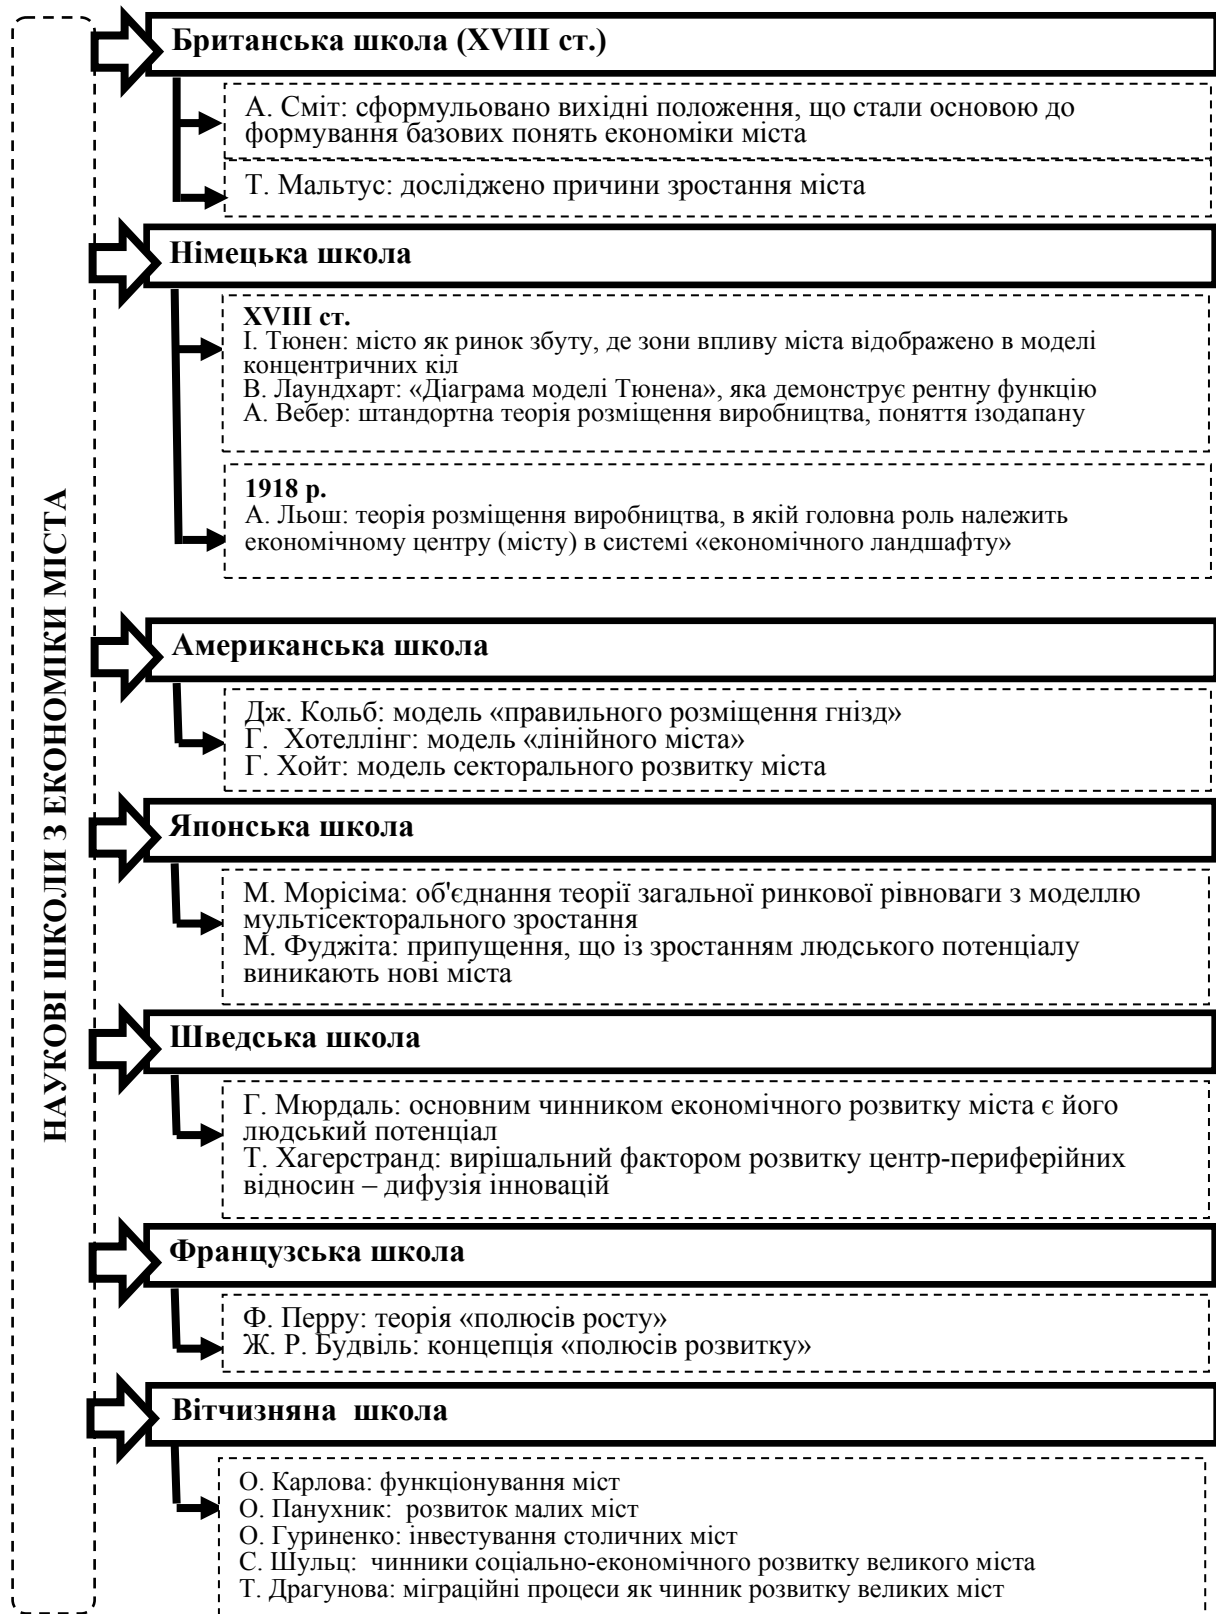 НАУКОВІ ШКОЛИ З ЕКОНОМІКИ МІСТА
Британська школа (XVIII ст.)
А. Сміт: сформульовано вихідні положення, що стали основою до
формування базових понять економіки міста
Т. Мальтус: досліджено причини зростання міста
Німецька школа
XVIII ст.
І. Тюнен: місто як ринок збуту, де зони впливу міста відображено в моделі
концентричних кіл
В. Лаундхарт: «Діаграма моделі Тюнена», яка демонструє рентну функцію
А. Вебер: штандортна теорія розміщення виробництва, поняття ізодапану
1918 р.
А. Льош: теорія розміщення виробництва, в якій головна роль належить
економічному центру (місту) в системі «економічного ландшафту»
Американська школа
Дж. Кольб: модель «правильного розміщення гнізд»
Г. Хотеллінг: модель «лінійного міста»
Г. Хойт: модель секторального розвитку міста
Японська школа
М. Морісіма: об'єднання теорії загальної ринкової рівноваги з моделлю
мультісекторального зростання
М. Фуджіта: припущення, що із зростанням людського потенціалу
виникають нові міста
Шведська школа
Г. Мюрдаль: основним чинником економічного розвитку міста є його
людський потенціал
Т. Хагерстранд: вирішальний фактором розвитку центр-периферійних
відносин – дифузія інновацій
Французська школа
Ф. Перру: теорія «полюсів росту»
Ж. Р. Будвіль: концепція «полюсів розвитку»
Вітчизняна школа
О. Карлова: функціонування міст
О. Панухник: розвиток малих міст
О. Гуриненко: інвестування столичних міст
С. Шульц: чинники соціально-економічного розвитку великого міста
Т. Драгунова: міграційні процеси як чинник розвитку великих міст